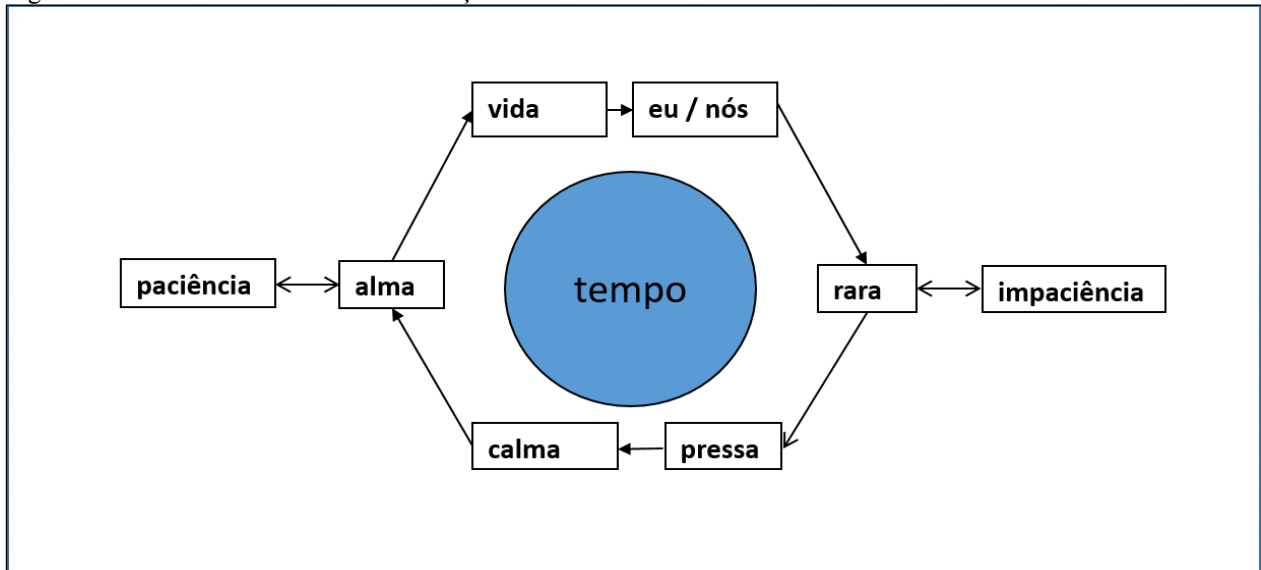 vida
eu / nós
paciência
alma
tempo
rara
impaciência
calma
pressa